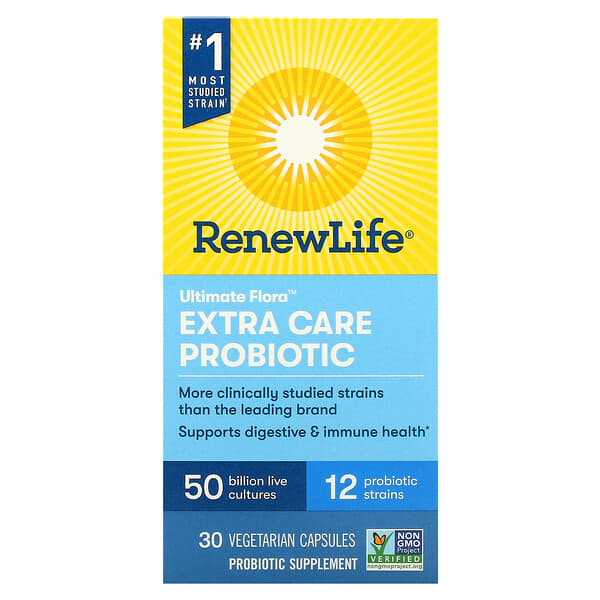 #1
MOST
STUDIED
STRAIN†
RenewLife®
Ultimate Flora™
EXTRA CARE
PROBIOTIC
More clinically studied strains
than the leading brand
Supports digestive & immune health*
50 billion live cultures
12 probiotic strains
30 VEGETARIAN CAPSULES
PROBIOTIC SUPPLEMENT
NON
GMO
Project
VERIFIED
nongmoproject.org